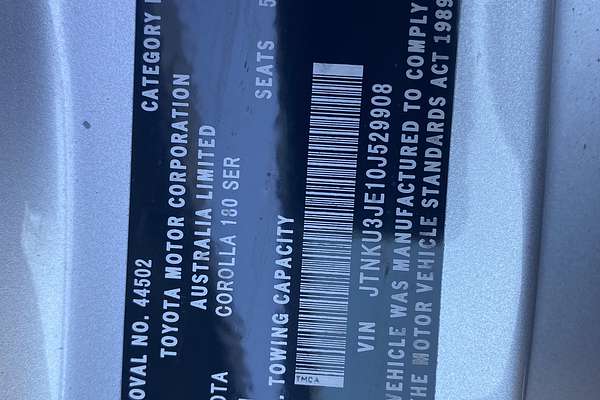 OVAL NO. 44502 CATEGORY
TOYOTA MOTOR CORPORATION
AUSTRALIA LIMITED
OTA COROLLA 180 SER
SEATS 5
. TOWING CAPACITY
TMCA
VIN JTNKU3JE10J529908
VEHICLE WAS MANUFACTURED TO COMPLY
THE MOTOR VEHICLE STANDARDS ACT 1989